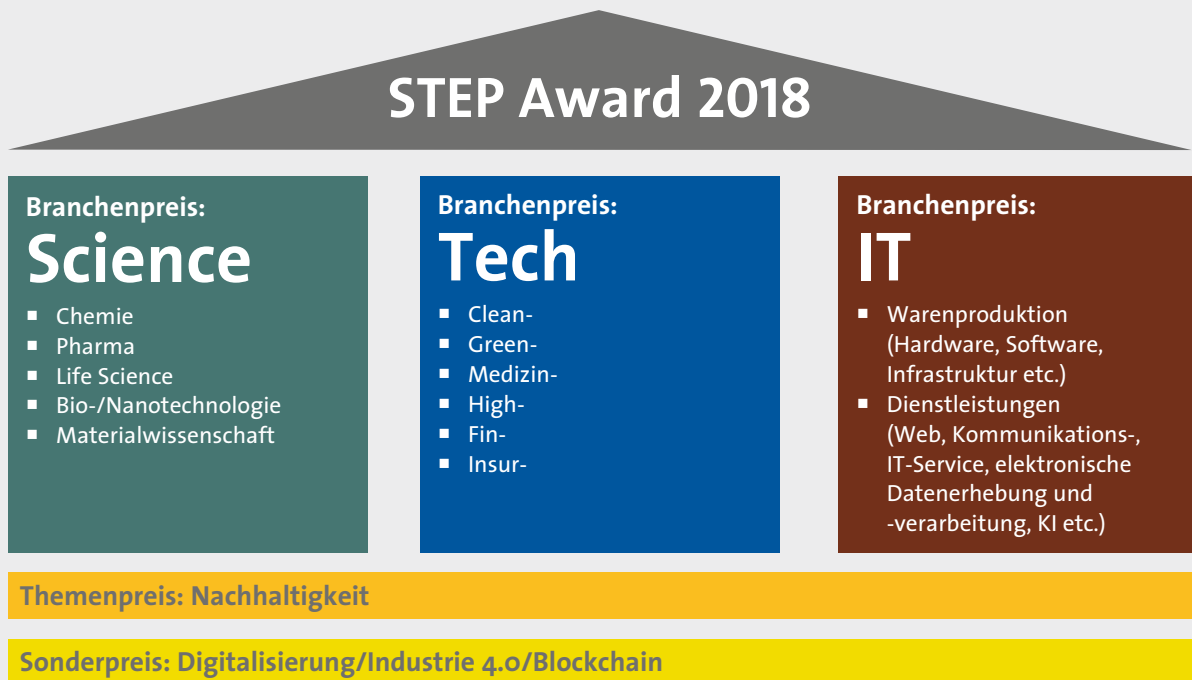 STEP Award 2018
Branchenpreis:
Science
▪ Chemie
▪ Pharma
▪ Life Science
▪ Bio-/Nanotechnologie
▪ Materialwissenschaft
Branchenpreis:
Tech
▪ Clean-
▪ Green-
▪ Medizin-
▪ High-
▪ Fin-
▪ Insur-
Branchenpreis:
IT
▪ Warenproduktion
(Hardware, Software,
Infrastruktur etc.)
▪ Dienstleistungen
(Web, Kommunikations-,
IT-Service, elektronische
Datenerhebung und
-verarbeitung, KI etc.)
Themenpreis: Nachhaltigkeit
Sonderpreis: Digitalisierung/Industrie 4.0/Blockchain